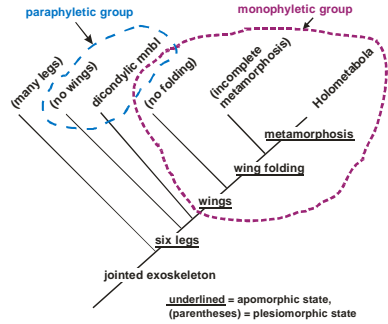 paraphyletic group
monophyletic group
(many legs)
(no wings)
dicondylic mnbl
(no folding)
(incomplete
metamorphosis)
Holometabola
metamorphosis
wing folding
wings
six legs
jointed exoskeleton
underlined = apomorphic state,
(parentheses) = plesiomorphic state